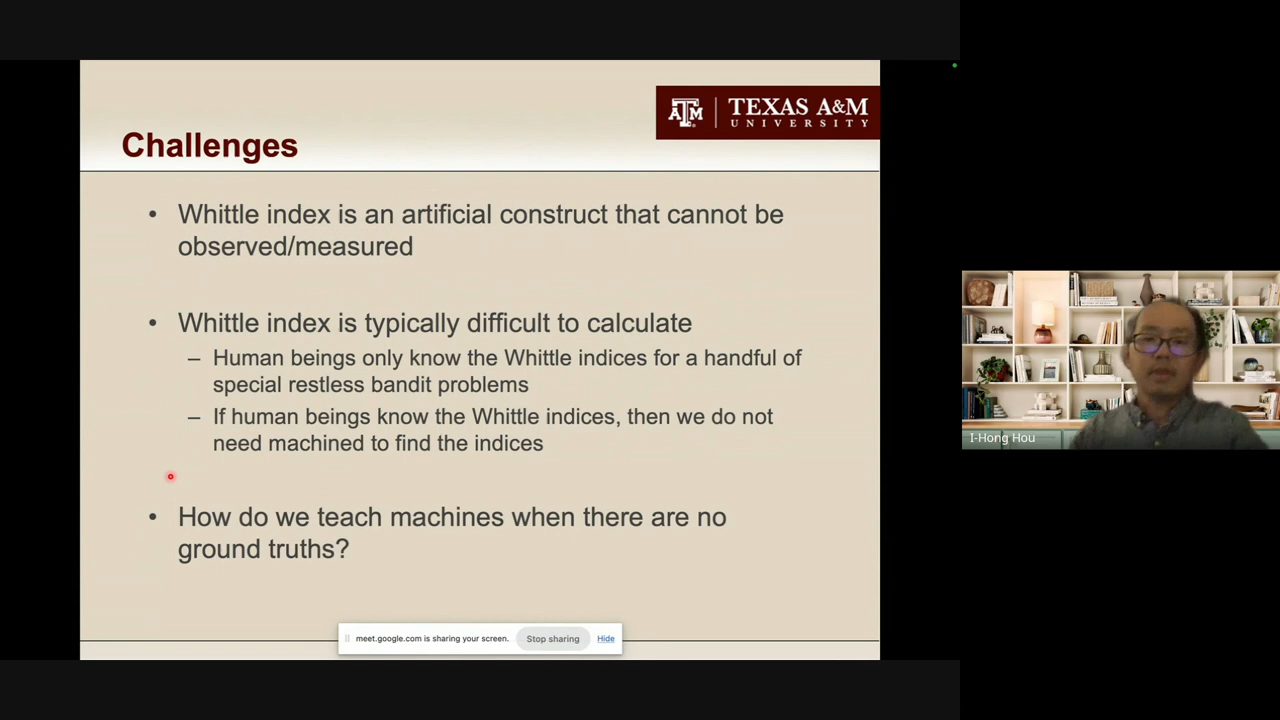 TEXAS A&M
UNIVERSITY
ATM
Challenges
• Whittle index is an artificial construct that cannot be
observed/measured
• Whittle index is typically difficult to calculate
– Human beings only know the Whittle indices for a handful of
special restless bandit problems
– If human beings know the Whittle indices, then we do not
need machined to find the indices
• How do we teach machines when there are no
ground truths?
meet.google.com is sharing your screen.
Stop sharing
Hide
I-Hong Hou